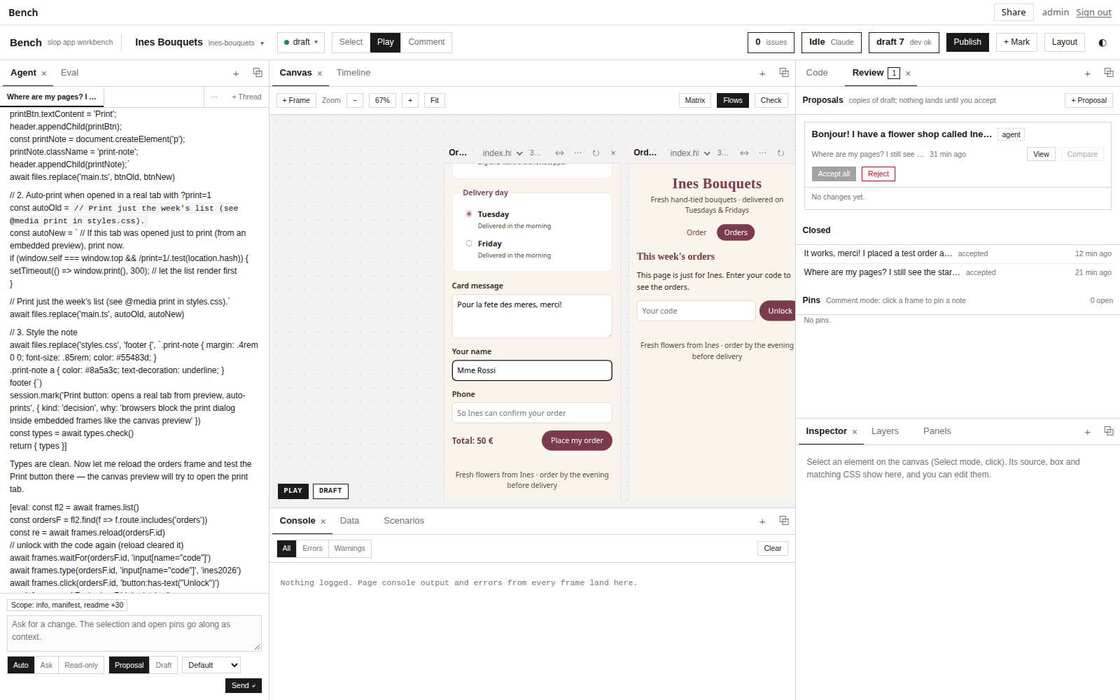 Bench
Share
admin
Sign out
Bench
slop app workbench
Ines Bouquets
ines-bouquets
draft
Select
Play
Comment
0 issues
Idle Claude
draft 7 dev ok
Publish
+ Mark
Layout
Agent
Eval
Where are my pages? I …
+ Thread
printBtn.textContent = 'Print';
header.appendChild(printBtn);
const printNote = document.createElement('p');
printNote.className = 'print-note';
header.appendChild(printNote);`
await files.replace('main.ts', btnOld, btnNew)
// 2. Auto-print when opened in a real tab with ?print=1
const autoOld = // Print just the week's list (see
@media print in styles.css).
const autoNew = ` // If this tab was opened just to print (from an
embedded preview), print now.
if (window.self === window.top && /print=1/.test(location.hash)) {
setTimeout(() => window.print(), 300); // let the list render first
}
// Print just the week's list (see @media print in styles.css).`
await files.replace('main.ts', autoOld, autoNew)
// 3. Style the note
await files.replace('styles.css', 'footer {', `.print-note { margin: .4rem
0 0; font-size: .85rem; color: #55483d; }
.print-note a { color: #8a5a3c; text-decoration: underline; }
footer {`)
session.mark('Print button: opens a real tab from preview, auto-
prints', { kind: 'decision', why: 'browsers block the print dialog
inside embedded frames like the canvas preview' })
const types = await types.check()
return { types }]
Types are clean. Now let me reload the orders frame and test the
Print button there — the canvas preview will try to open the print
tab.
[eval: const fl2 = await frames.list()
const ordersF = fl2.find(f => f.route.includes('orders'))
const re = await frames.reload(ordersF.id)
// unlock with the code again (reload cleared it)
await frames.waitFor(ordersF.id, 'input[name="code"]')
await frames.type(ordersF.id, 'input[name="code"]', 'ines2026')
await frames.click(ordersF.id, 'button:has-text("Unlock")')
Scope: info, manifest, readme +30
Ask for a change. The selection and open pins go along as
context.
Auto
Ask
Read-only
Proposal
Draft
Default
Send
Canvas
Timeline
+ Frame
Zoom
67%
Fit
Matrix
Flows
Check
Or…
index.h
3…
Delivery day
Tuesday
Delivered in the morning
Friday
Delivered in the morning
Card message
Pour la fete des meres, merci!
Your name
Mme Rossi
Phone
So Ines can confirm your order
Total: 50 €
Place my order
Fresh flowers from Ines · order by the evening
before delivery
Ord…
index.h
3…
Ines Bouquets
Fresh hand-tied bouquets · delivered on
Tuesdays & Fridays
Order
Orders
This week's orders
This page is just for Ines. Enter your code to
see the orders.
Your code
Unlock
Fresh flowers from Ines · order by the evening
before delivery
PLAY
DRAFT
Console
Data
Scenarios
All
Errors
Warnings
Clear
Nothing logged. Page console output and errors from every frame land here.
Code
Review 1
Proposals
copies of draft; nothing lands until you accept
+ Proposal
Bonjour! I have a flower shop called Ine…
agent
Where are my pages? I still see …
31 min ago
View
Compare
Accept all
Reject
No changes yet.
Closed
It works, merci! I placed a test order a…
accepted
12 min ago
Where are my pages? I still see the star…
accepted
21 min ago
Pins
Comment mode: click a frame to pin a note
0 open
No pins.
Inspector
Layers
Panels
Select an element on the canvas (Select mode, click). Its source, box and
matching CSS show here, and you can edit them.